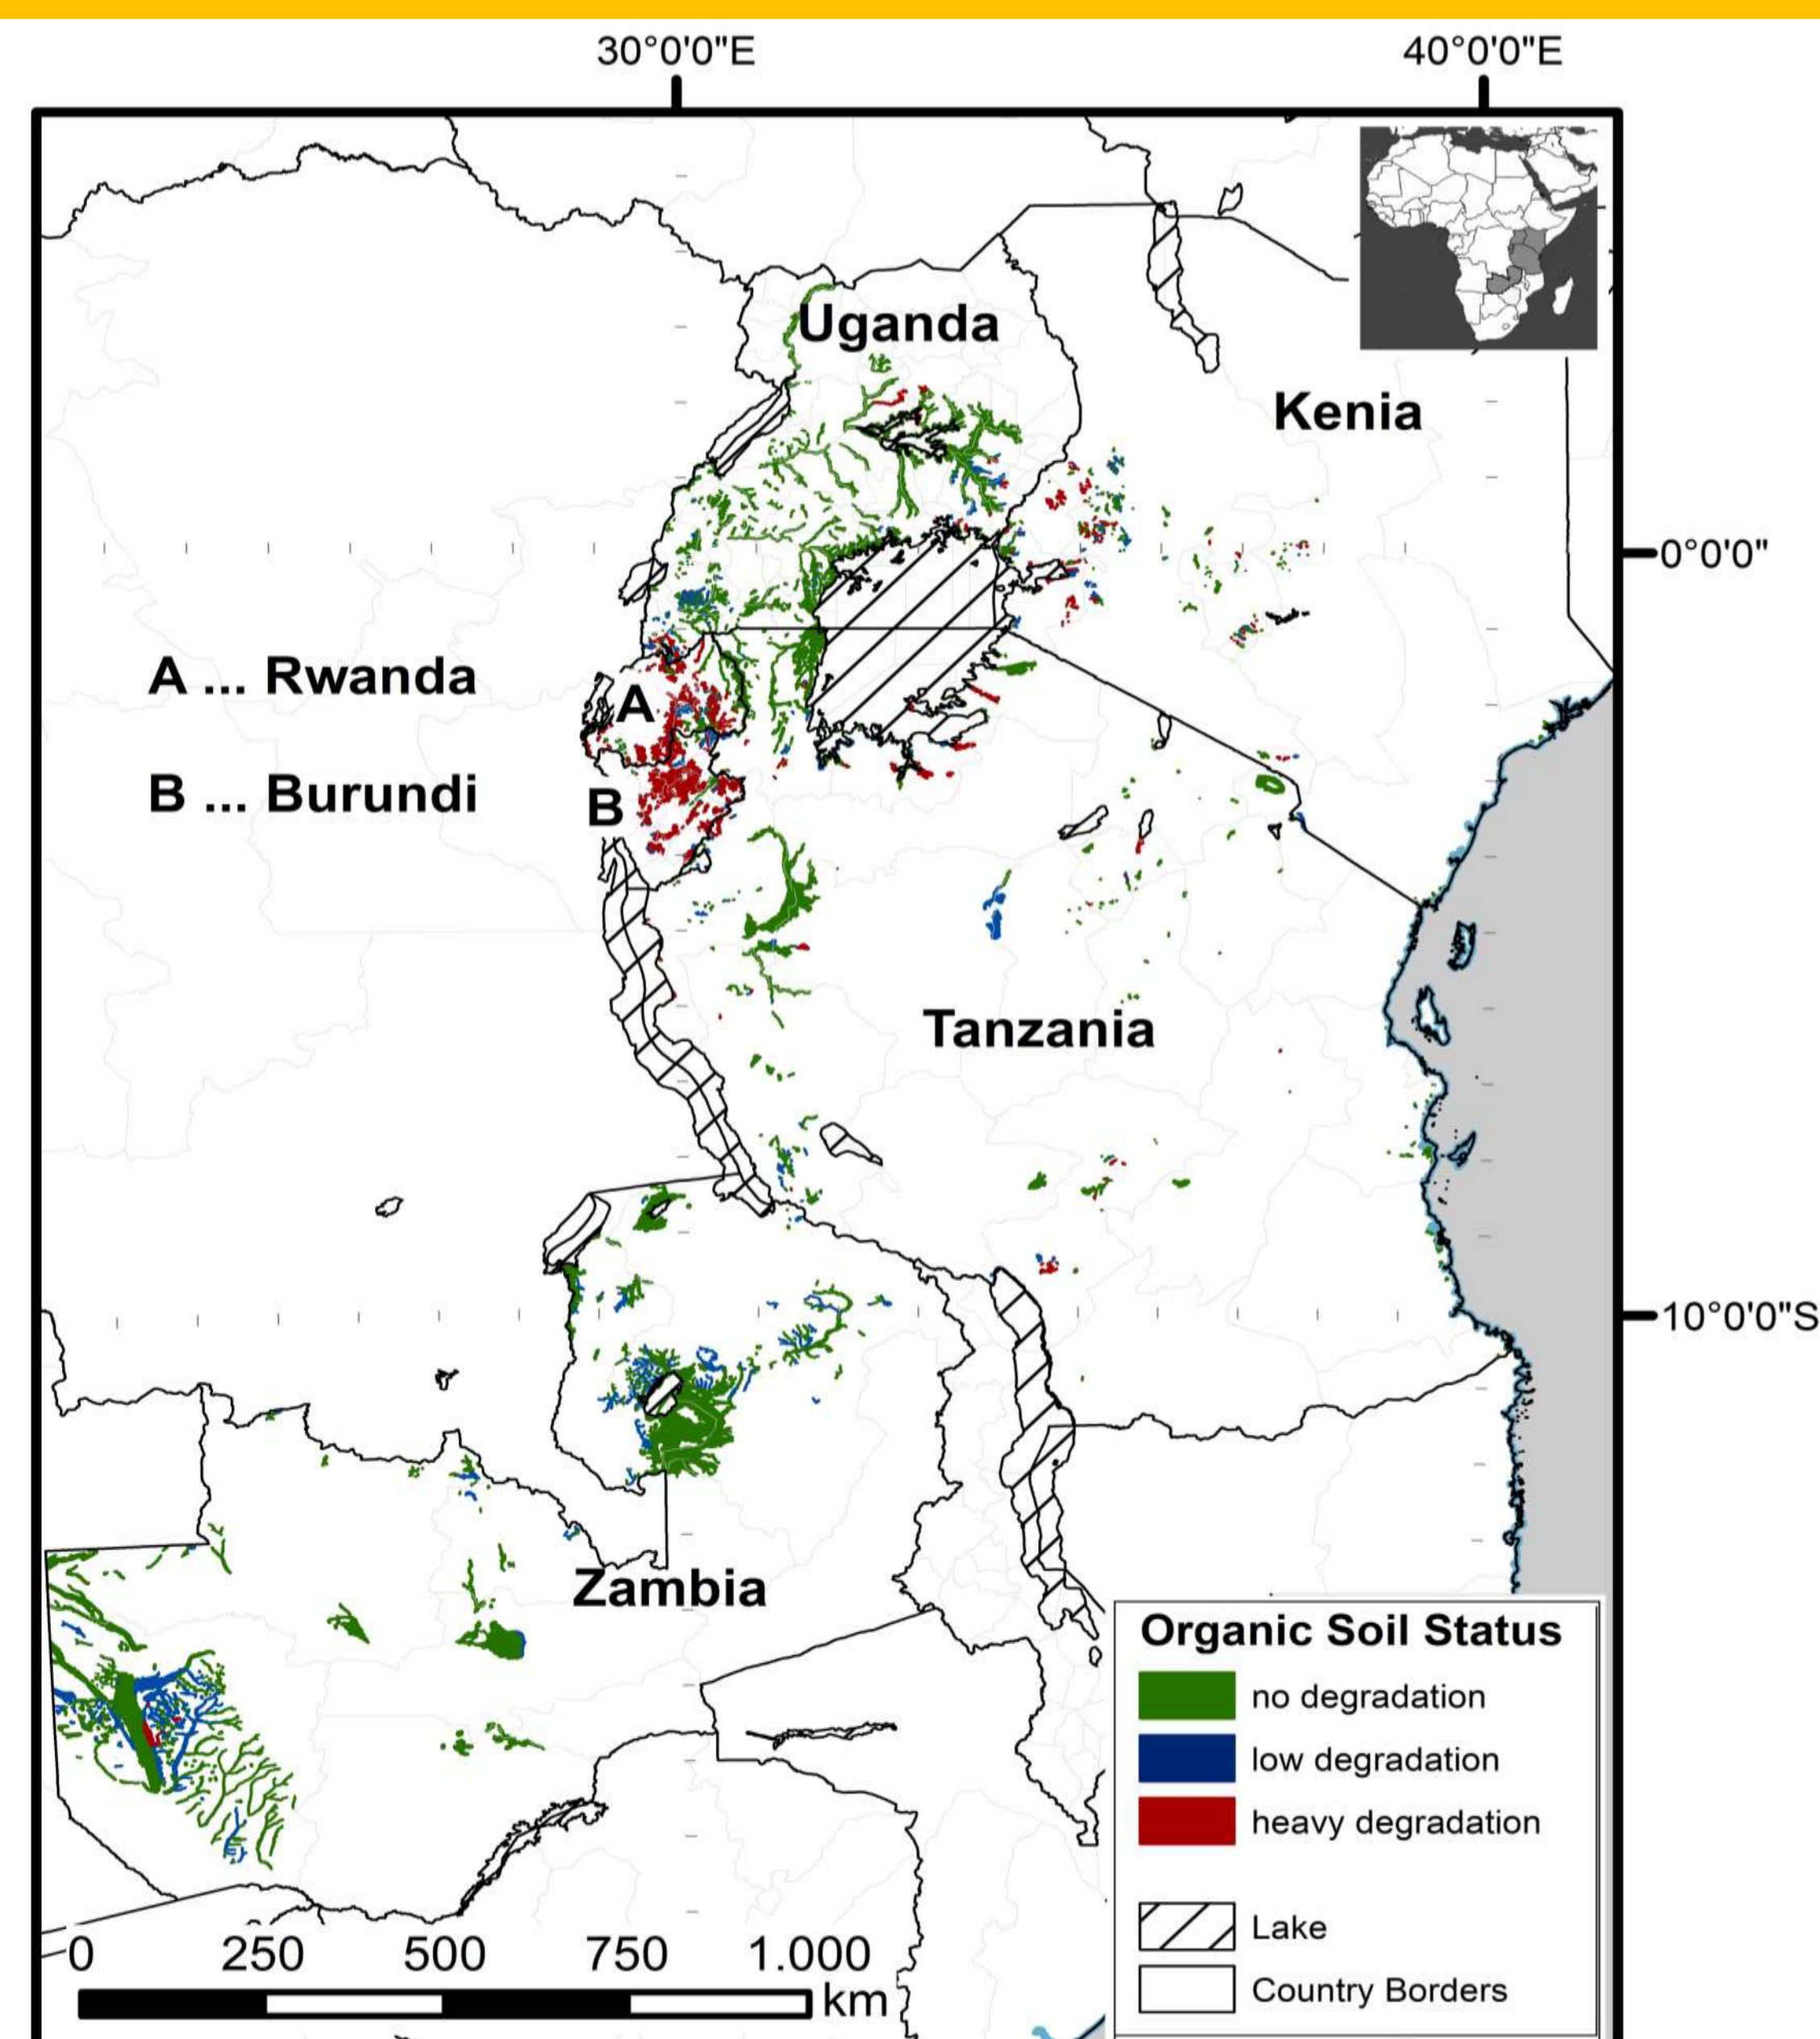 30°0'0"E
40°0'0"E
Uganda
Kenia
0°0'0"
A ... Rwanda
A
B ... Burundi
B
Tanzania
10°0'0"S
Zambia
Organic Soil Status
no degradation
low degradation
heavy degradation
Lake
Country Borders
0 250 500 750 1.000
km